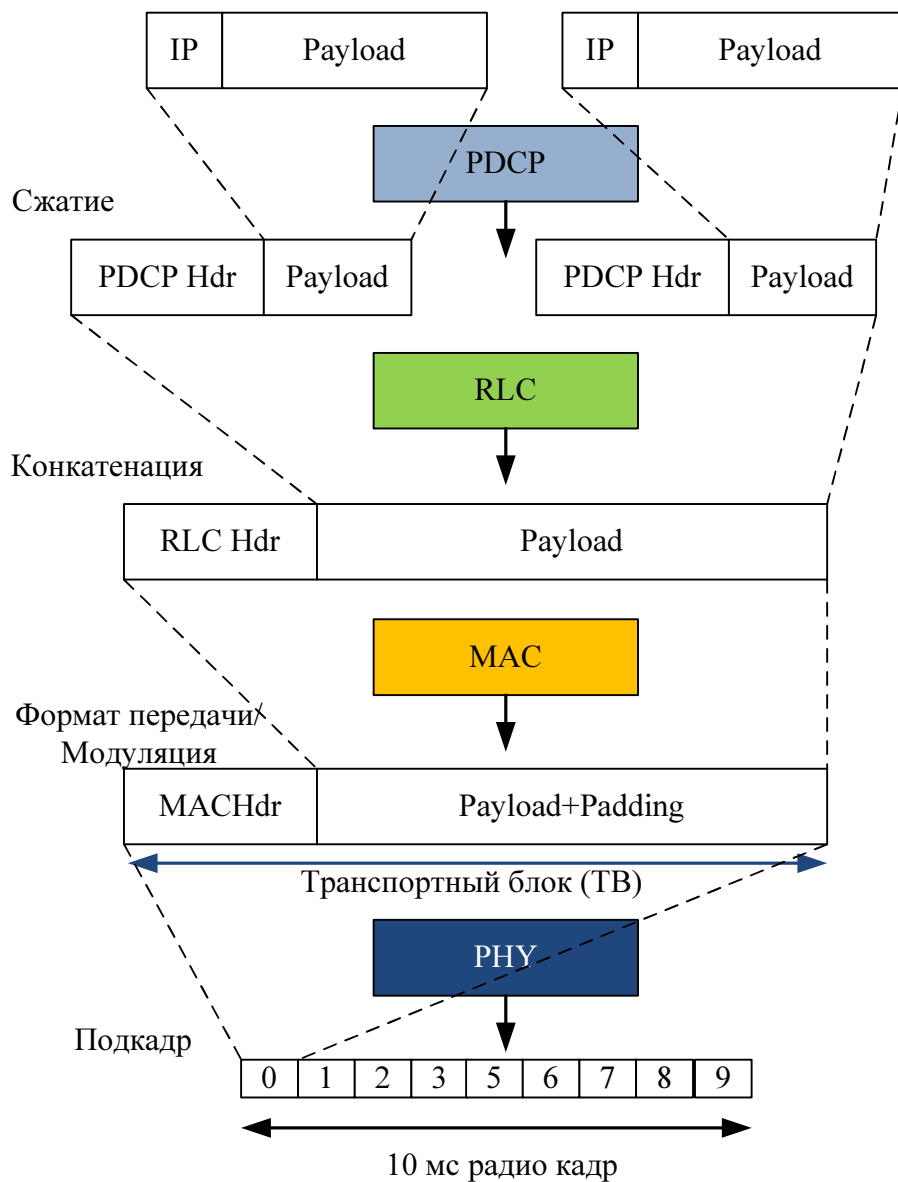 IP Payload IP Payload
PDCP
Сжатие
PDCP Hdr Payload PDCP Hdr Payload
RLC
Конкатенация
RLC Hdr Payload
MAC
Формат передачи/
Модуляция
MACHdr Payload+Padding
Транспортный блок (TB)
PHY
Подкадр
0 1 2 3 5 6 7 8 9
10 мс радио кадр